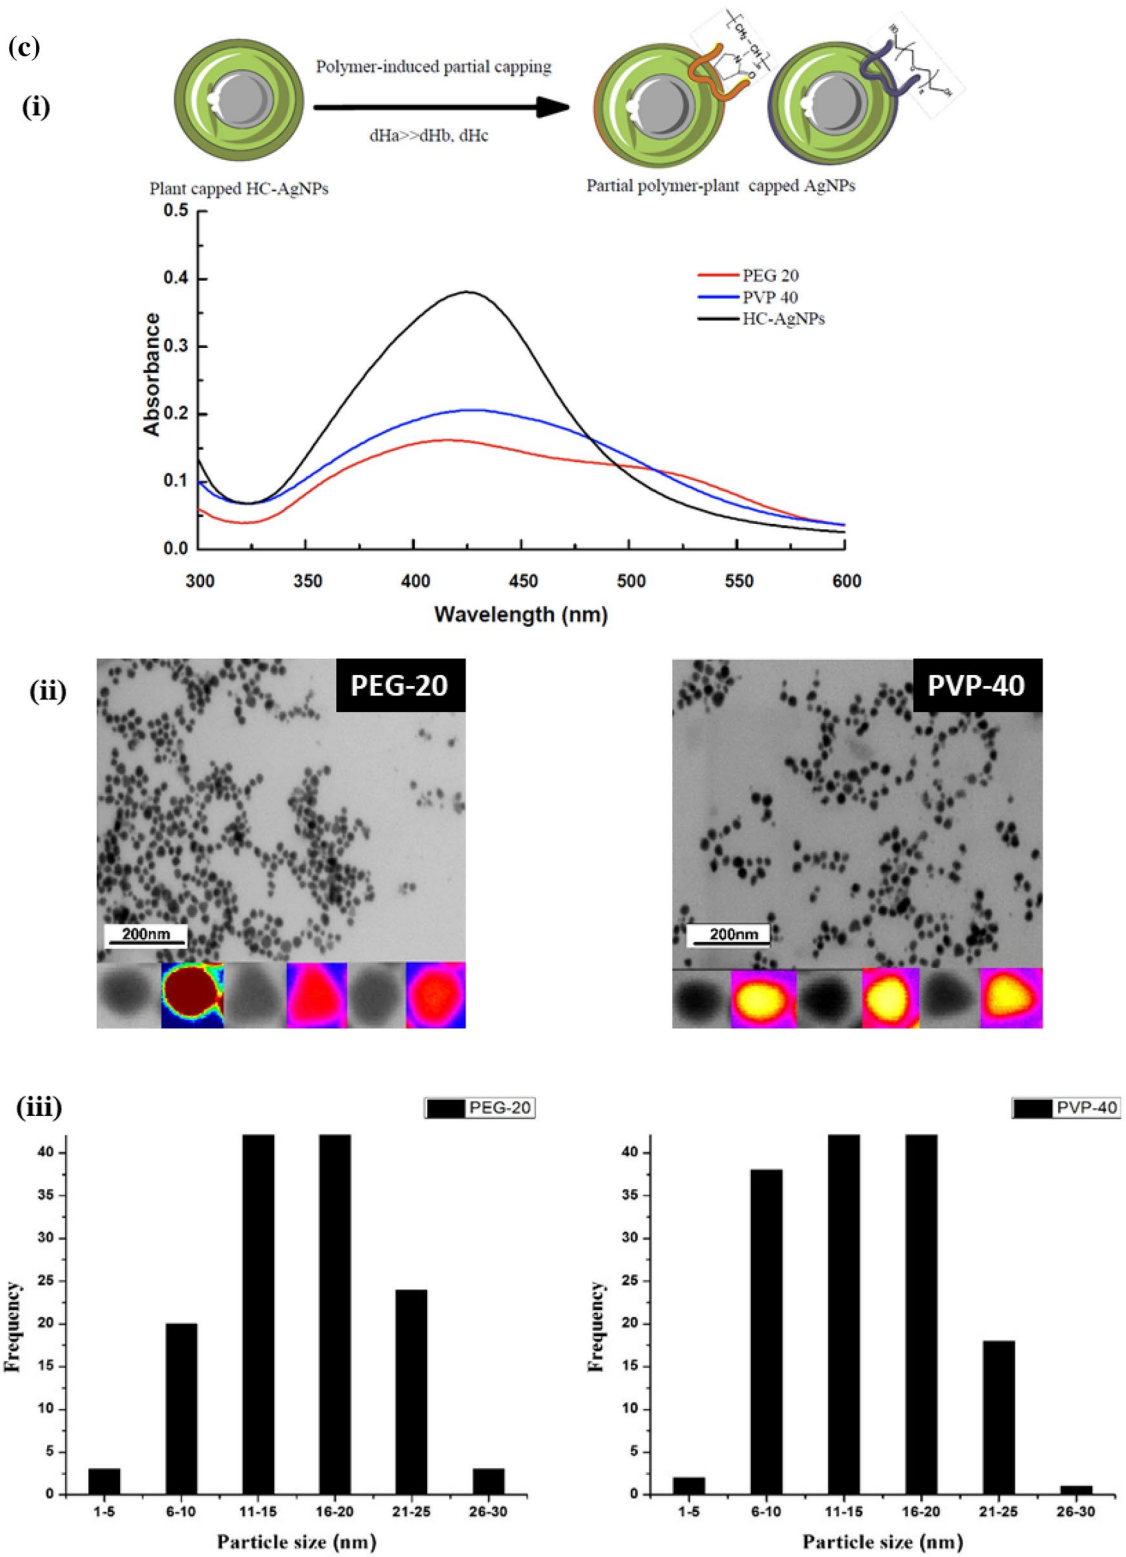 (c)
(i)
Polymer-induced partial capping
dHa>>dHb, dHc
CH2
CH
N
O
n
HO
O
n
OH
Plant capped HC-AgNPs
Partial polymer-plant capped AgNPs
0.5
0.4
0.3
0.2
0.1
0.0
Absorbance
PEG 20
PVP 40
HC-AgNPs
300 350 400 450 500 550 600
Wavelength (nm)
(ii)
PEG-20
200nm
PVP-40
200nm
(iii)
PEG-20
40
35
30
25
20
15
10
5
0
Frequency
1-5 6-10 11-15 16-20 21-25 26-30
Particle size (nm)
PVP-40
40
35
30
25
20
15
10
5
0
Frequency
1-5 6-10 11-15 16-20 21-25 26-30
Particle size (nm)